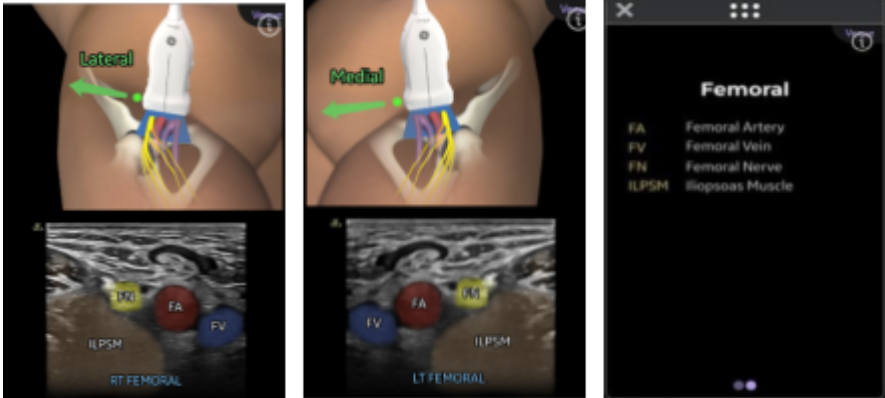 Lateral
FN
FA
FV
ILPSM
RT FEMORAL
Medial
FN
FA
FV
ILPSM
LT FEMORAL
Femoral
FA Femoral Artery
FV Femoral Vein
FN Femoral Nerve
ILPSM Iliopsoas Muscle